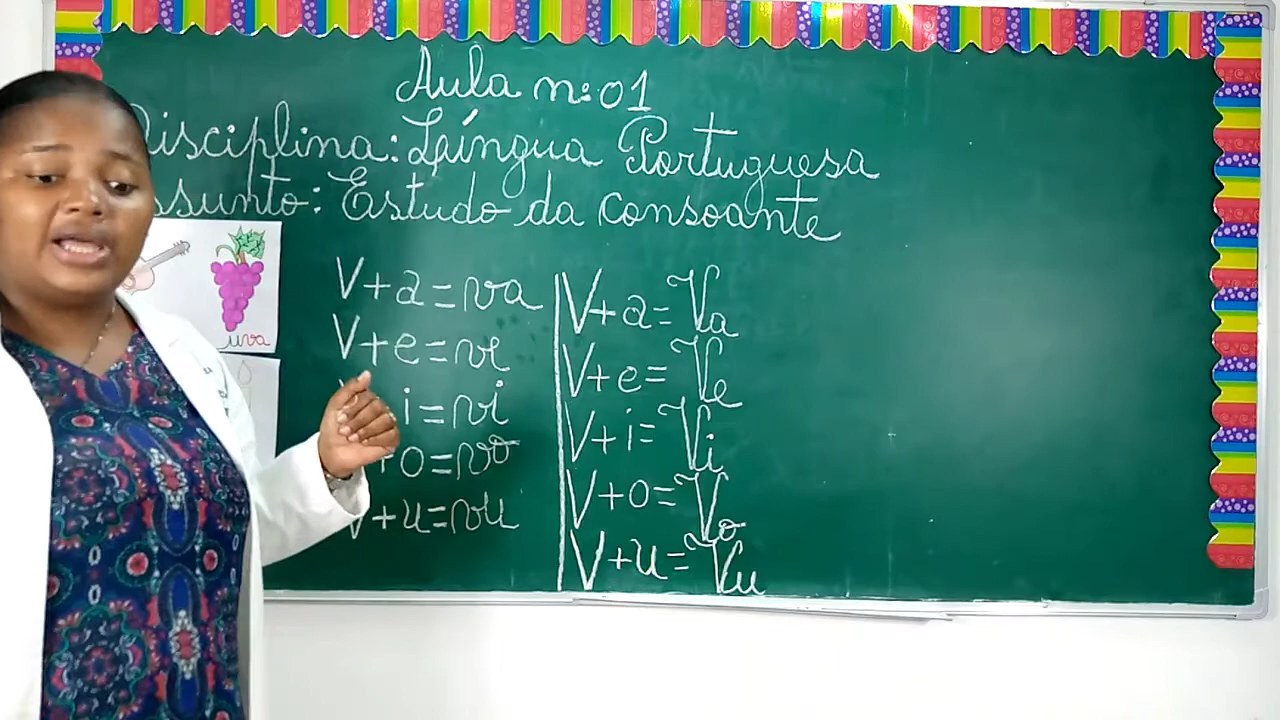 Aula nº: 01
Disciplina: Língua Portuguesa
Assunto: Estudo da consoante
uva
V+a=va
V+e=ve
i=vi
+o=vo
V+u=vu
V+a=Va
V+e=Ve
V+i=Vi
V+o=Vo
V+u=Vu